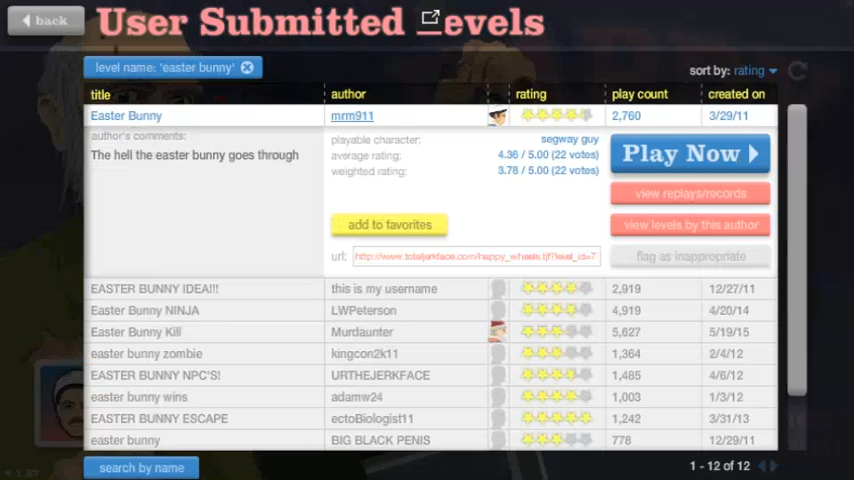 back
User Submitted _evels
level name: 'easter bunny'
sort by: rating
title author rating play count created on
Easter Bunny mrm911 2,760 3/29/11
author's comments:
The hell the easter bunny goes through
playable character: segway guy
average rating: 4.36 / 5.00 (22 votes)
weighted rating: 3.78 / 5.00 (22 votes)
Play Now
view replays/records
add to favorites
view levels by this author
url: http://www.totaljerkface.com/happy_wheels.tjf?level_id=7
flag as inappropriate
EASTER BUNNY IDEA!!! this is my username 2,919 12/27/11
Easter Bunny NINJA LWPeterson 4,919 4/20/14
Easter Bunny Kill Murdaunter 5,627 5/19/15
easter bunny zombie kingcon2k11 1,364 2/4/12
EASTER BUNNY NPC'S! URTHEJERKFACE 1,465 4/6/12
easter bunny wins adamw24 1,003 1/3/12
EASTER BUNNY ESCAPE ectoBiologist11 1,242 3/31/13
easter bunny BIG BLACK PENIS 778 12/29/11
search by name
1 - 12 of 12